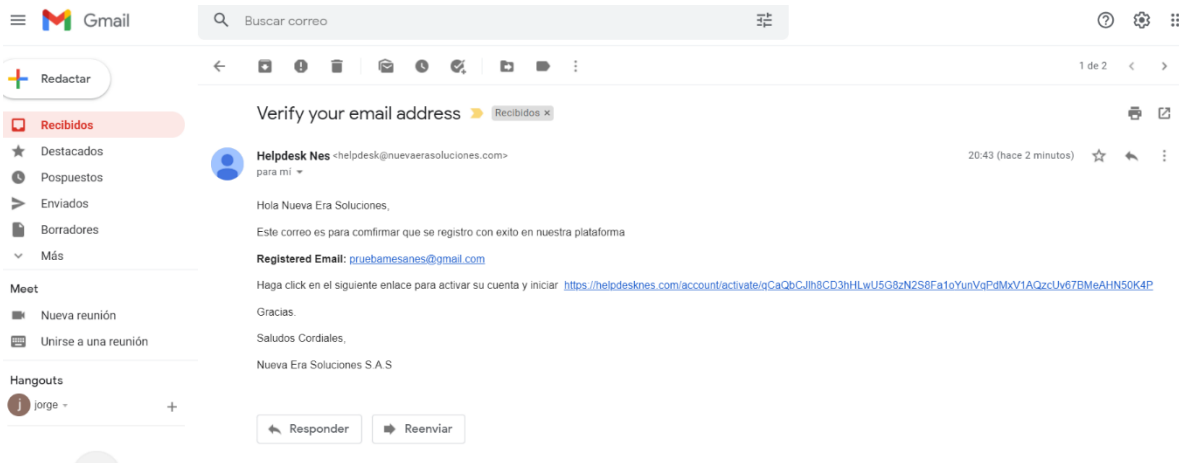 Gmail
Buscar correo
Redactar
1 de 2
Verify your email address
Recibidos ×
Recibidos
Destacados
Pospuestos
Enviados
Borradores
Más
Helpdesk Nes <helpdesk@nuevaerasoluciones.com>
20:43 (hace 2 minutos)
para mí
Hola Nueva Era Soluciones,
Este correo es para comfirmar que se registro con exito en nuestra plataforma
Registered Email: pruebamesanes@gmail.com
Haga click en el siguiente enlace para activar su cuenta y iniciar https://helpdesknes.com/account/activate/qCaQbCJIh8CD3hHLwU5G8zN2S8Fa1oYunVqPdMxV1AQzcUv67BMeAHN50K4P
Gracias.
Saludos Cordiales,
Nueva Era Soluciones S.A.S
Meet
Nueva reunión
Unirse a una reunión
Hangouts
j
jorge
Responder
Reenviar